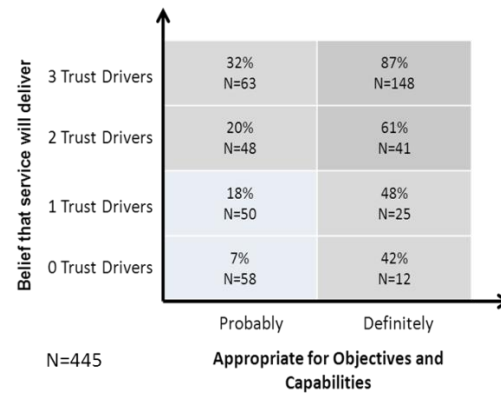 Belief that service will deliver
3 Trust Drivers
32%
N=63
87%
N=148
2 Trust Drivers
20%
N=48
61%
N=41
1 Trust Drivers
18%
N=50
48%
N=25
0 Trust Drivers
7%
N=58
42%
N=12
Probably
Definitely
N=445
Appropriate for Objectives and
Capabilities